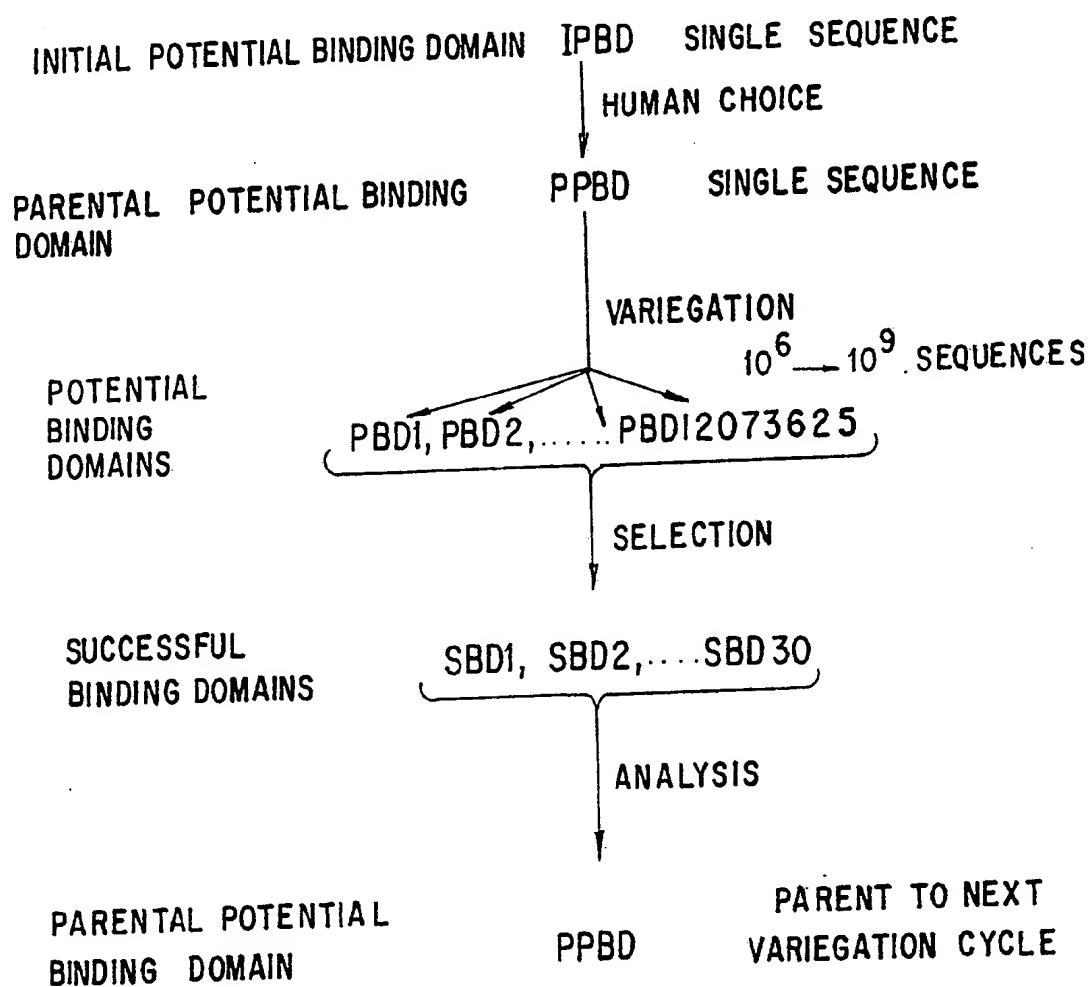 INITIAL POTENTIAL BINDING DOMAIN IPBD SINGLE SEQUENCE
HUMAN CHOICE
PARENTAL POTENTIAL BINDING PPBD SINGLE SEQUENCE
DOMAIN
VARIEGATION
10^6 → 10^9 . SEQUENCES
POTENTIAL
BINDING
DOMAINS
PBD1, PBD2, ...... PBD12073625
SELECTION
SUCCESSFUL
BINDING DOMAINS
SBD1, SBD2, .... SBD30
ANALYSIS
PARENTAL POTENTIAL
BINDING DOMAIN
PPBD
PARENT TO NEXT
VARIEGATION CYCLE